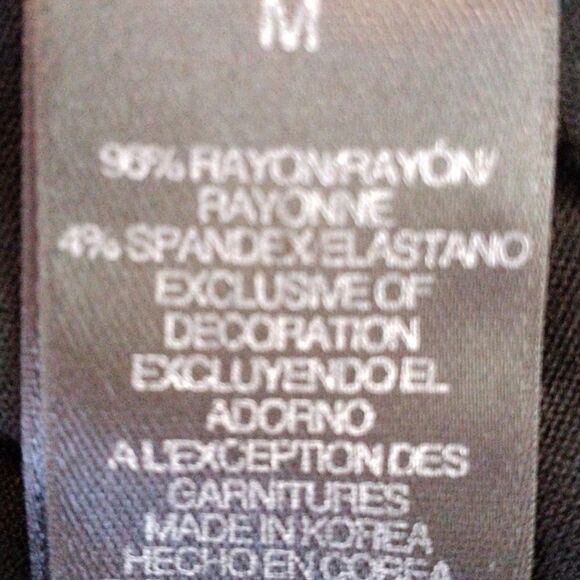 M
96% RAYON/RAYÓN/
RAYONNE
4% SPANDEX/ELASTANO
EXCLUSIVE OF
DECORATION
EXCLUYENDO EL
ADORNO
A L'EXCEPTION DES
GARNITURES
MADE IN KOREA
HECHO EN COREA